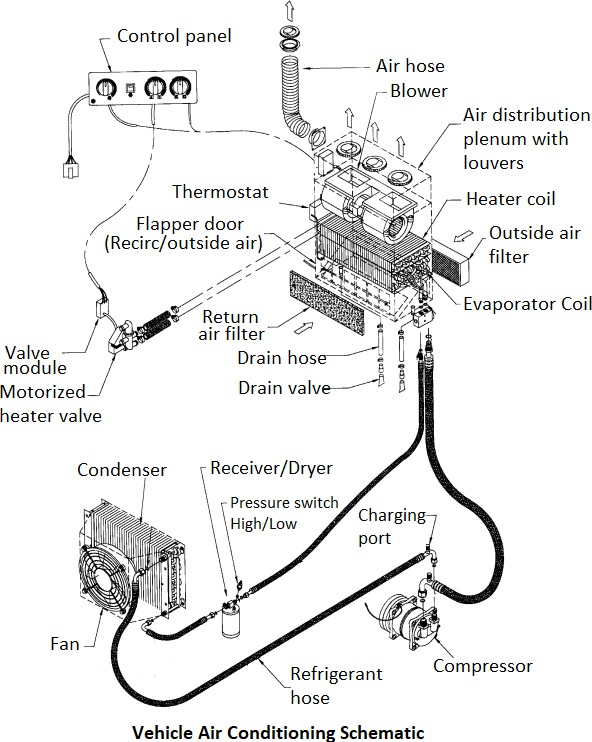 Control panel
Air hose
Blower
Air distribution
plenum with
louvers
Thermostat
Heater coil
Flapper door
(Recirc/outside air)
Outside air
filter
Evaporator Coil
Return
air filter
Valve
module
Drain hose
Motorized
heater valve
Drain valve
Condenser
Receiver/Dryer
Pressure switch
High/Low
Charging
port
Fan
Compressor
Refrigerant
hose
Vehicle Air Conditioning Schematic